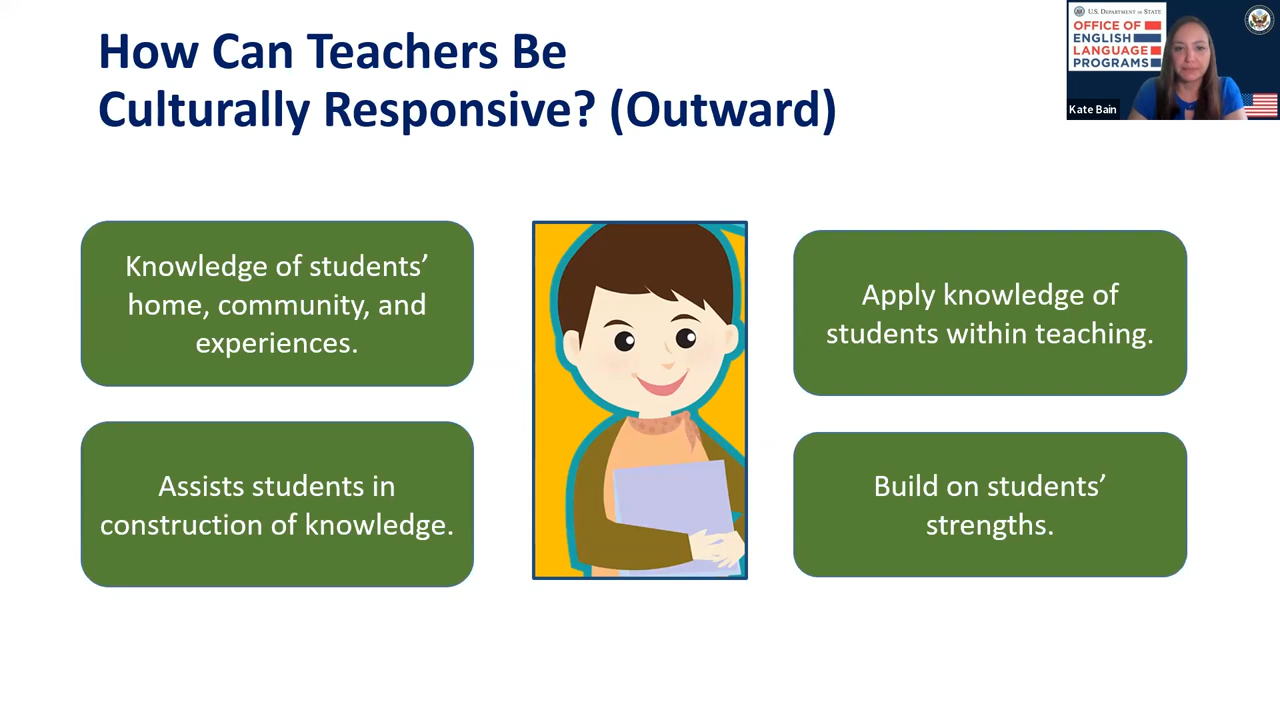 How Can Teachers Be
Culturally Responsive? (Outward)
U.S. DEPARTMENT OF STATE
OFFICE OF
ENGLISH
LANGUAGE
PROGRAMS
Kate Bain
Knowledge of students’
home, community, and
experiences.
Apply knowledge of
students within teaching.
Assists students in
construction of knowledge.
Build on students’
strengths.